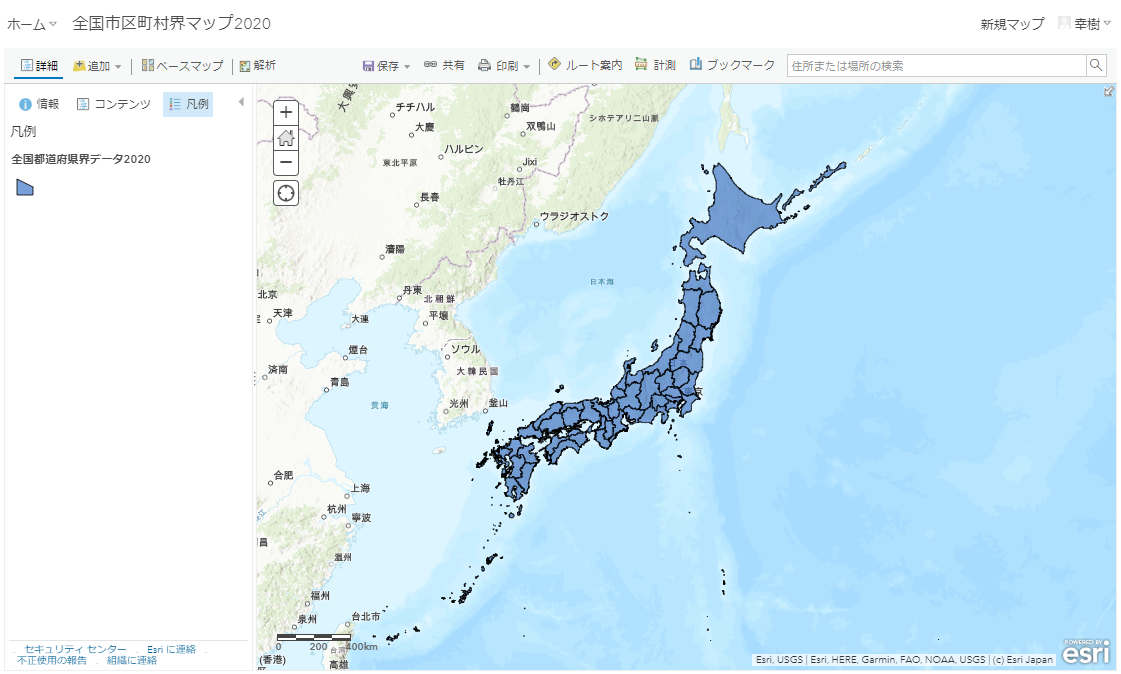 ホーム 全国市区町村界マップ2020 新規マップ 幸樹
詳細 追加 ベースマップ 解析 保存 共有 印刷 ルート案内 計測 ブックマーク 住所または場所の検索
情報 コンテンツ 凡例
凡例
全国都道府県界データ2020
大興安
チチハル
鶴崗
シホテアリニ山脈
大慶
双鴨山
ハルビン
東北平原
Jixi
牡丹江
長春
ウラジオストク
瀋陽
日本海
北京
丹東
北朝鮮
天津
大連
平壌
煙台
ソウル
済南
大韓民国
青島
日本
東京
黄海
光州
釜山
合肥
上海
杭州
寧波
昌
温州
福州
泉州
台北市
0 200 400km
台湾
(香港)
高雄
セキュリティ センター Esri に連絡
不正使用の報告 組織に連絡
Esri, USGS | Esri, HERE, Garmin, FAO, NOAA, USGS | (c) Esri Japan
POWERED BY
esri